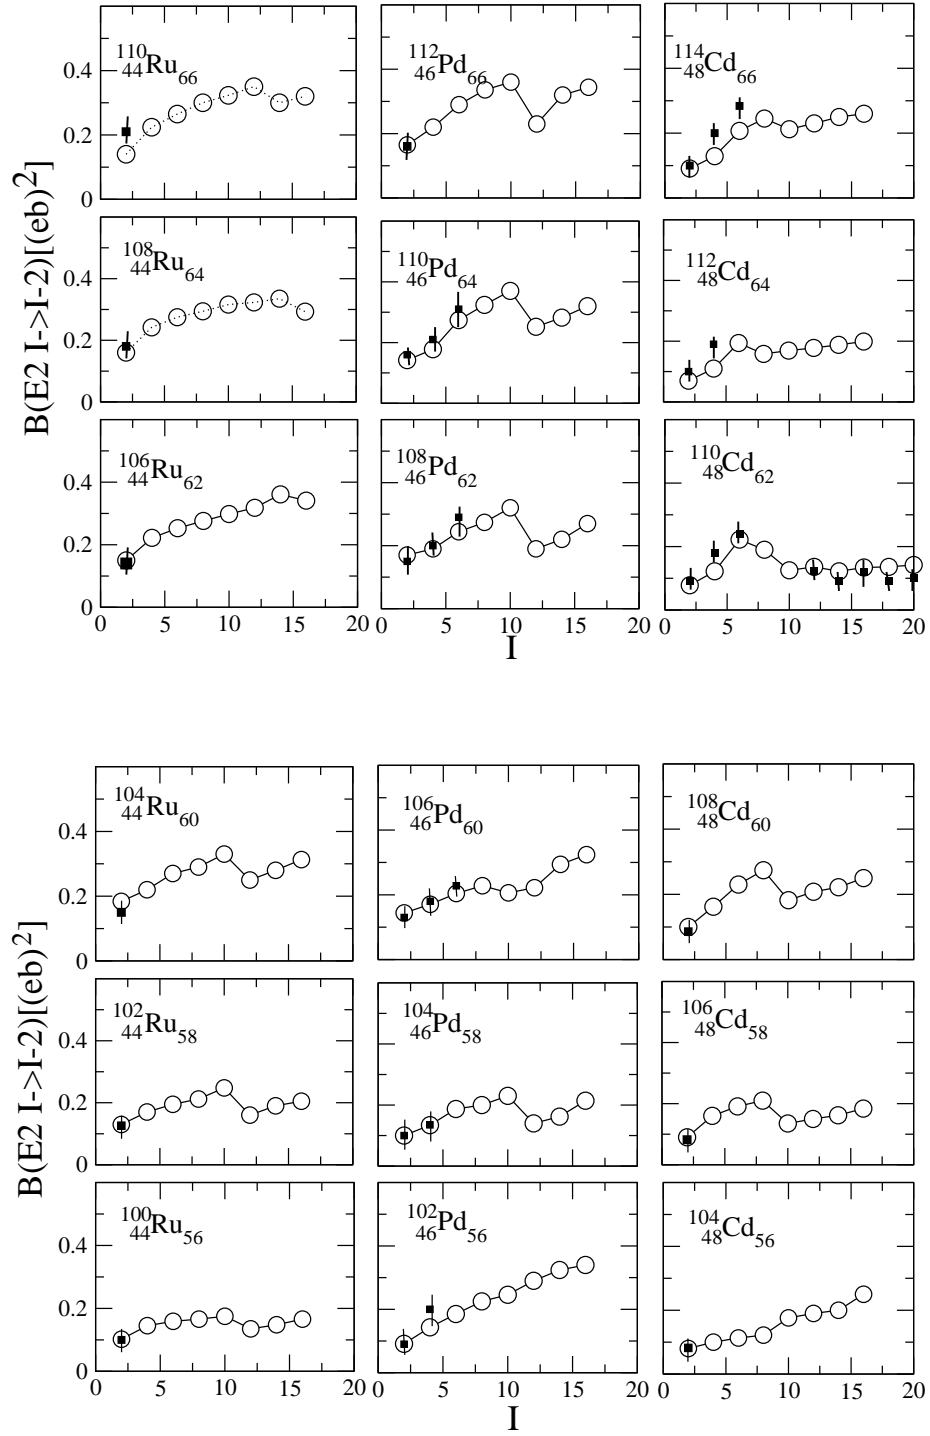 110 44Ru66
112 46Pd66
114 48Cd66
0.4
0.2
0
108 44Ru64
110 46Pd64
112 48Cd64
0.4
0.2
0
106 44Ru62
108 46Pd62
110 48Cd62
0.4
0.2
0
0 5 10 15 20
0 5 10 15 20
0 5 10 15 20
B(E2 I->I-2)[(eb)2]
I
104 44Ru60
106 46Pd60
108 48Cd60
0.4
0.2
0
102 44Ru58
104 46Pd58
106 48Cd58
0.4
0.2
0
100 44Ru56
102 46Pd56
104 48Cd56
0.4
0.2
0
0 5 10 15 20
0 5 10 15 20
0 5 10 15 20
B(E2 I->I-2)[(eb)2]
I